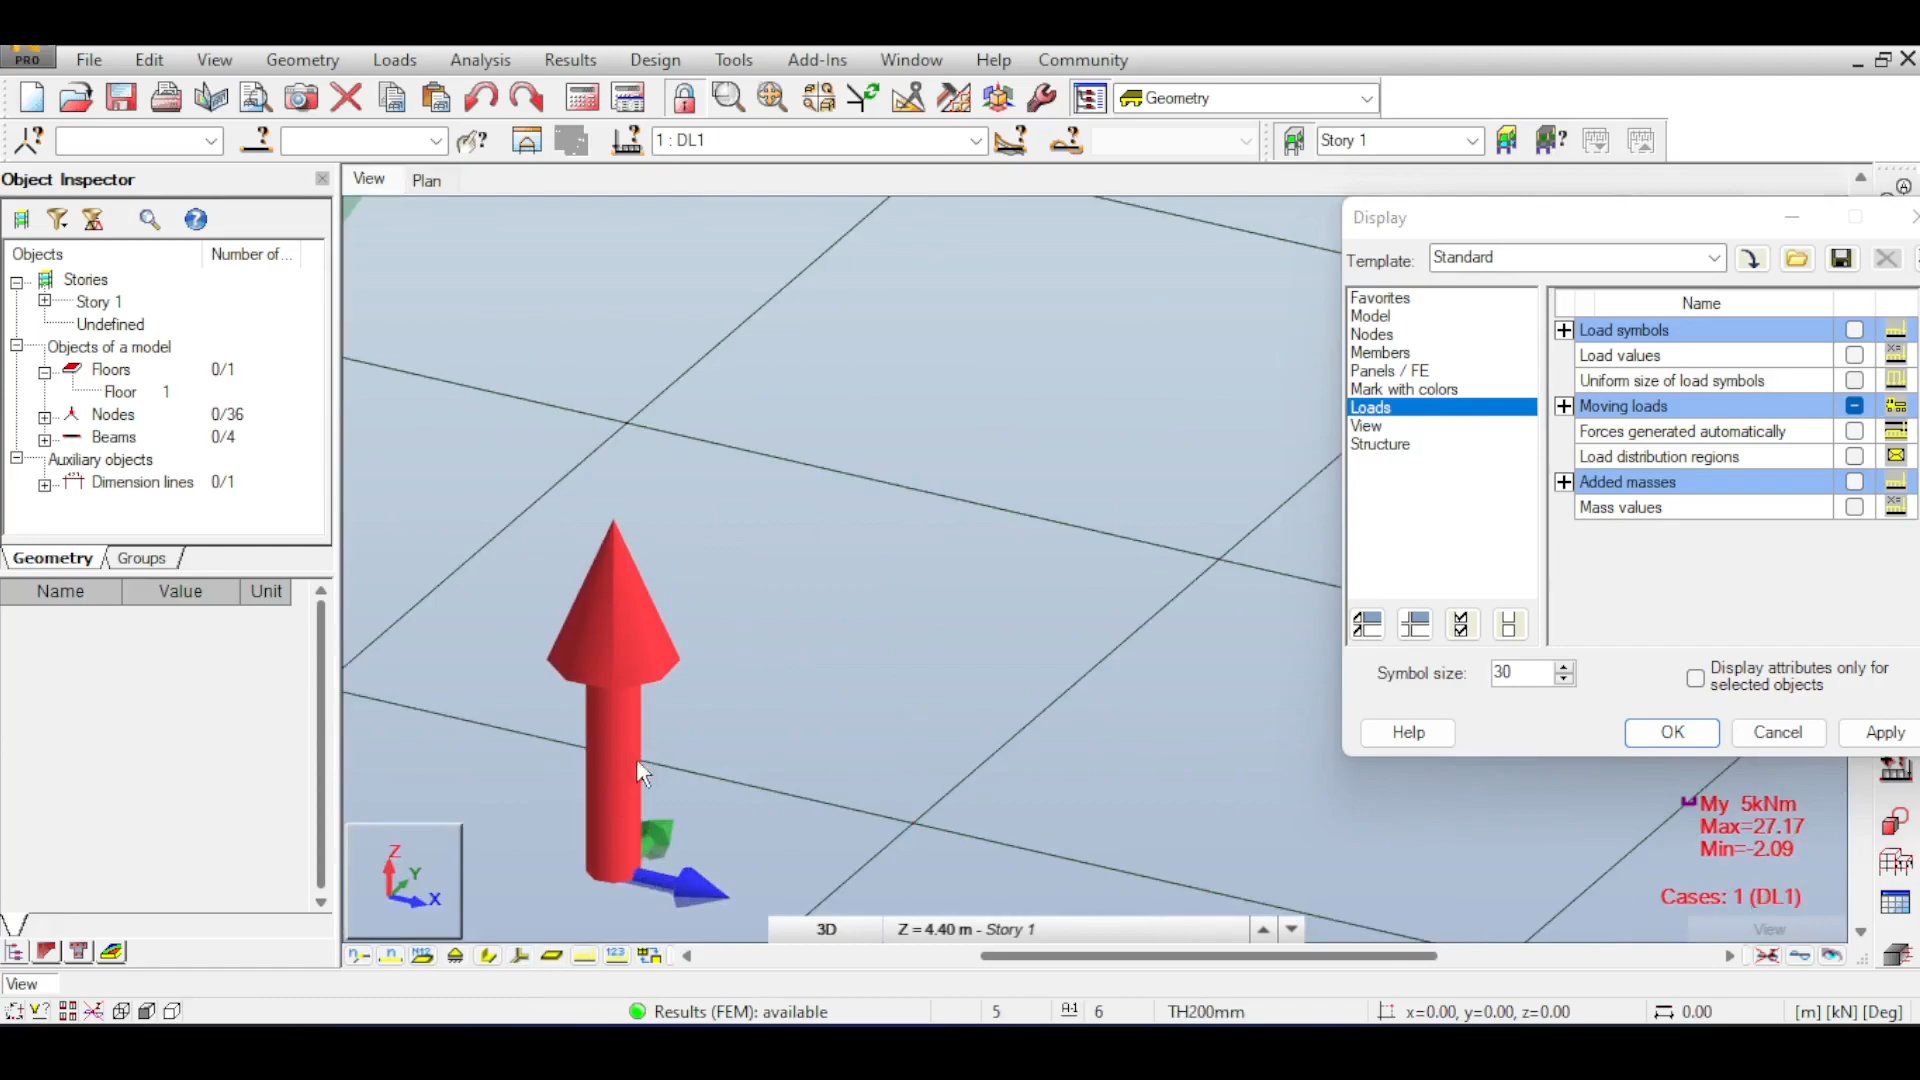 PRO File Edit View Geometry Loads Analysis Results Design Tools Add-Ins Window Help Community
Geometry
1 : DL1
Story 1
Object Inspector
View Plan
Display
Template: Standard
Objects Number of...
Stories
Story 1
Undefined
Objects of a model
Floors 0/1
Floor 1
Nodes 0/36
Beams 0/4
Auxiliary objects
Dimension lines 0/1
Geometry Groups
Name Value Unit
Favorites
Model
Nodes
Members
Panels / FE
Mark with colors
Loads
View
Structure
Name
Load symbols
Load values
Uniform size of load symbols
Moving loads
Forces generated automatically
Load distribution regions
Added masses
Mass values
Symbol size: 30
Display attributes only for
selected objects
Help OK Cancel Apply
My 5kNm
Max=27.17
Min=-2.09
Cases: 1 (DL1)
Z
Y
X
3D Z = 4.40 m - Story 1
View
View
Results (FEM): available 5 6 TH200mm x=0.00, y=0.00, z=0.00 0.00 [m] [kN] [Deg]